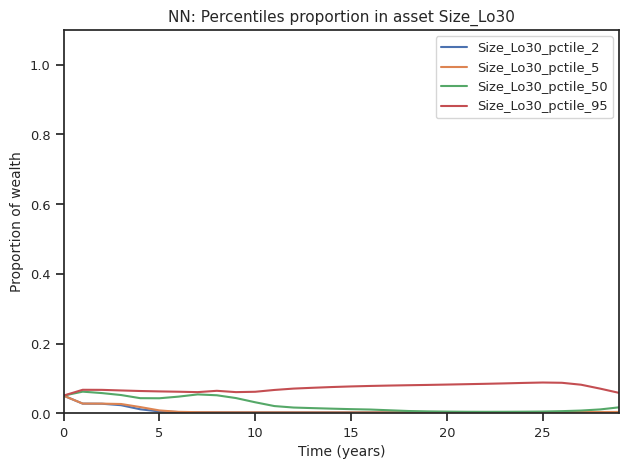 NN: Percentiles proportion in asset Size_Lo30
Size_Lo30_pctile_2
Size_Lo30_pctile_5
Size_Lo30_pctile_50
Size_Lo30_pctile_95
Proportion of wealth
1.0
0.8
0.6
0.4
0.2
0.0
0 5 10 15 20 25
Time (years)